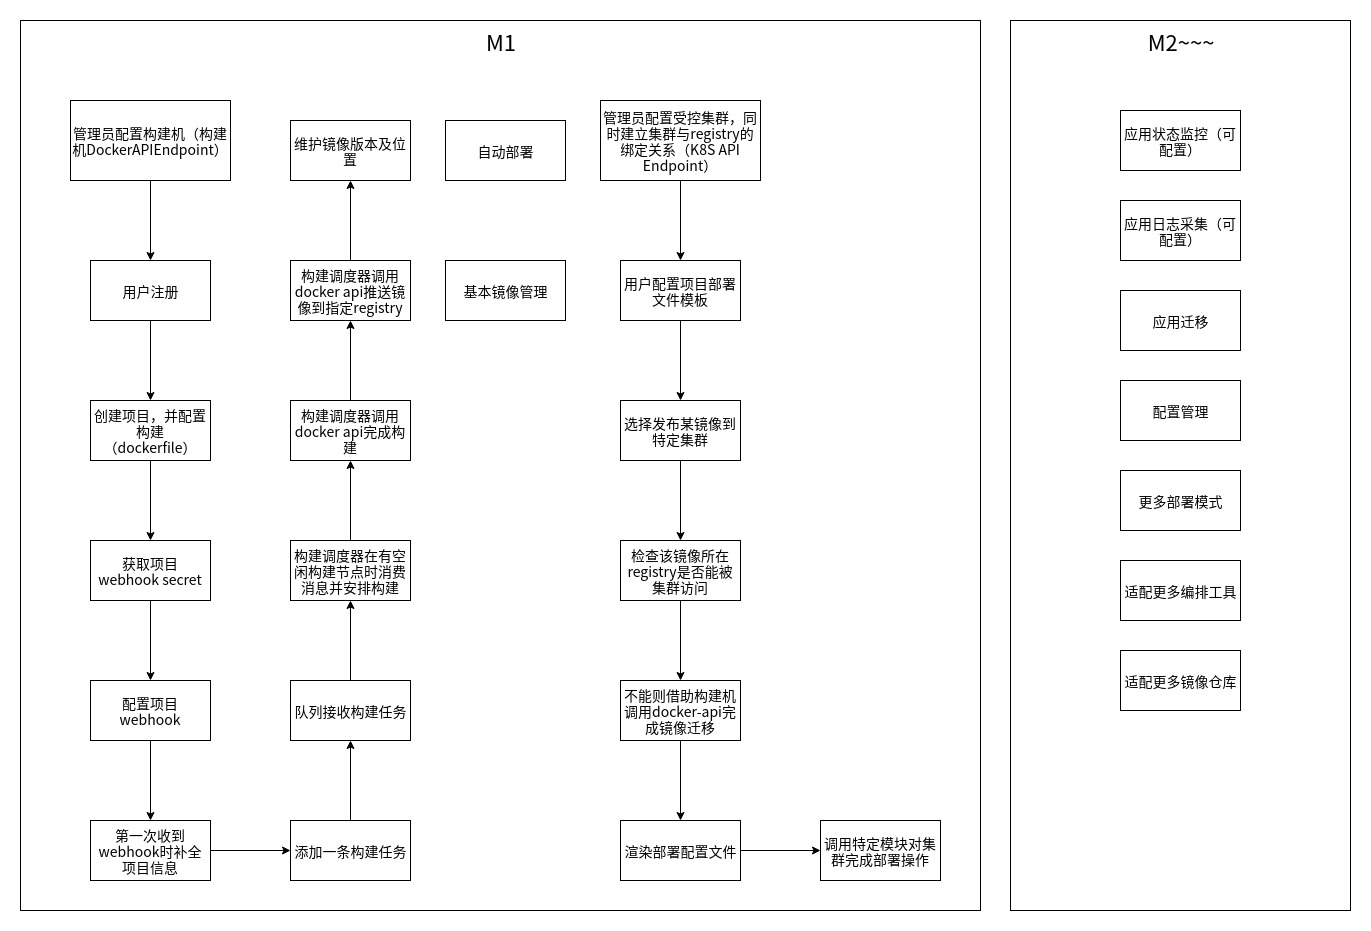 M1
管理员配置构建机（构建
机DockerAPIEndpoint）
用户注册
创建项目，并配置
构建
（dockerfile）
获取项目
webhook secret
配置项目
webhook
第一次收到
webhook时补全
项目信息
添加一条构建任务
队列接收构建任务
构建调度器在有空
闲构建节点时消费
消息并安排构建
构建调度器调用
docker api完成构
建
构建调度器调用
docker api推送镜
像到指定registry
维护镜像版本及位
置
自动部署
基本镜像管理
管理员配置受控集群，同
时建立集群与registry的
绑定关系（K8S API
Endpoint）
用户配置项目部署
文件模板
选择发布某镜像到
特定集群
检查该镜像所在
registry是否能被
集群访问
不能则借助构建机
调用docker-api完
成镜像迁移
渲染部署配置文件
调用特定模块对集
群完成部署操作
M2~~~
应用状态监控（可
配置）
应用日志采集（可
配置）
应用迁移
配置管理
更多部署模式
适配更多编排工具
适配更多镜像仓库